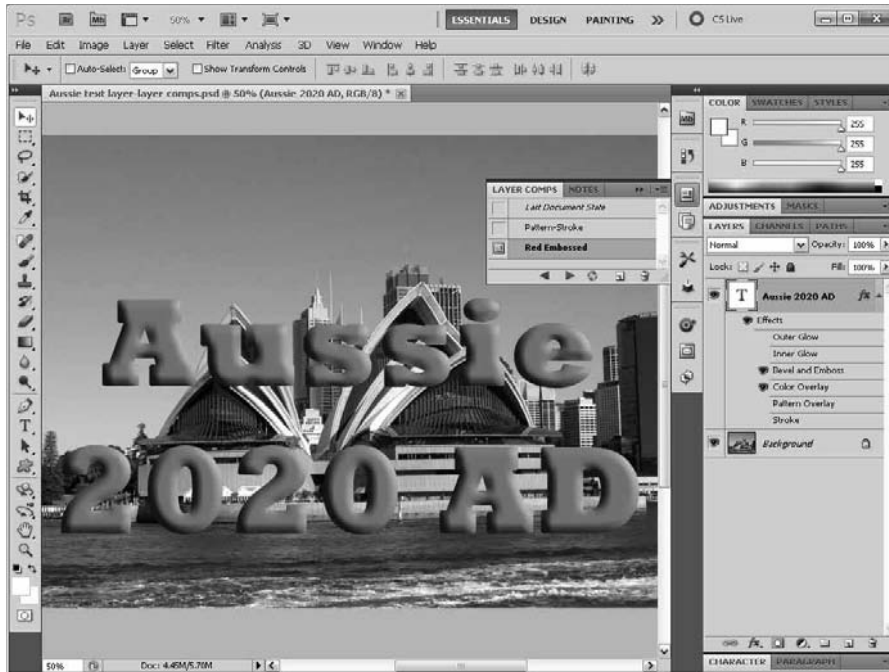 Ps Mb 50% ESSENTIALS DESIGN PAINTING CS Live
File Edit Image Layer Select Filter Analysis 3D View Window Help
Auto-Select: Group Show Transform Controls
Aussie text layer-layer comps.psd @ 50% (Aussie 2020 AD, RGB/8) *
COLOR SWATCHES STYLES
R 255
G 255
B 255
LAYER COMPS NOTES
Last Document State
Pattern-Stroke
Red Embossed
ADJUSTMENTS MASKS
LAYERS CHANNELS PATHS
Normal Opacity: 100%
Lock: Fill: 100%
T Aussie 2020 AD fx
Effects
Outer Glow
Inner Glow
Bevel and Emboss
Color Overlay
Pattern Overlay
Stroke
Background
Aussie
2020 AD
50% Doc: 4.45M/5.70M
CHARACTER PARAGRAPH